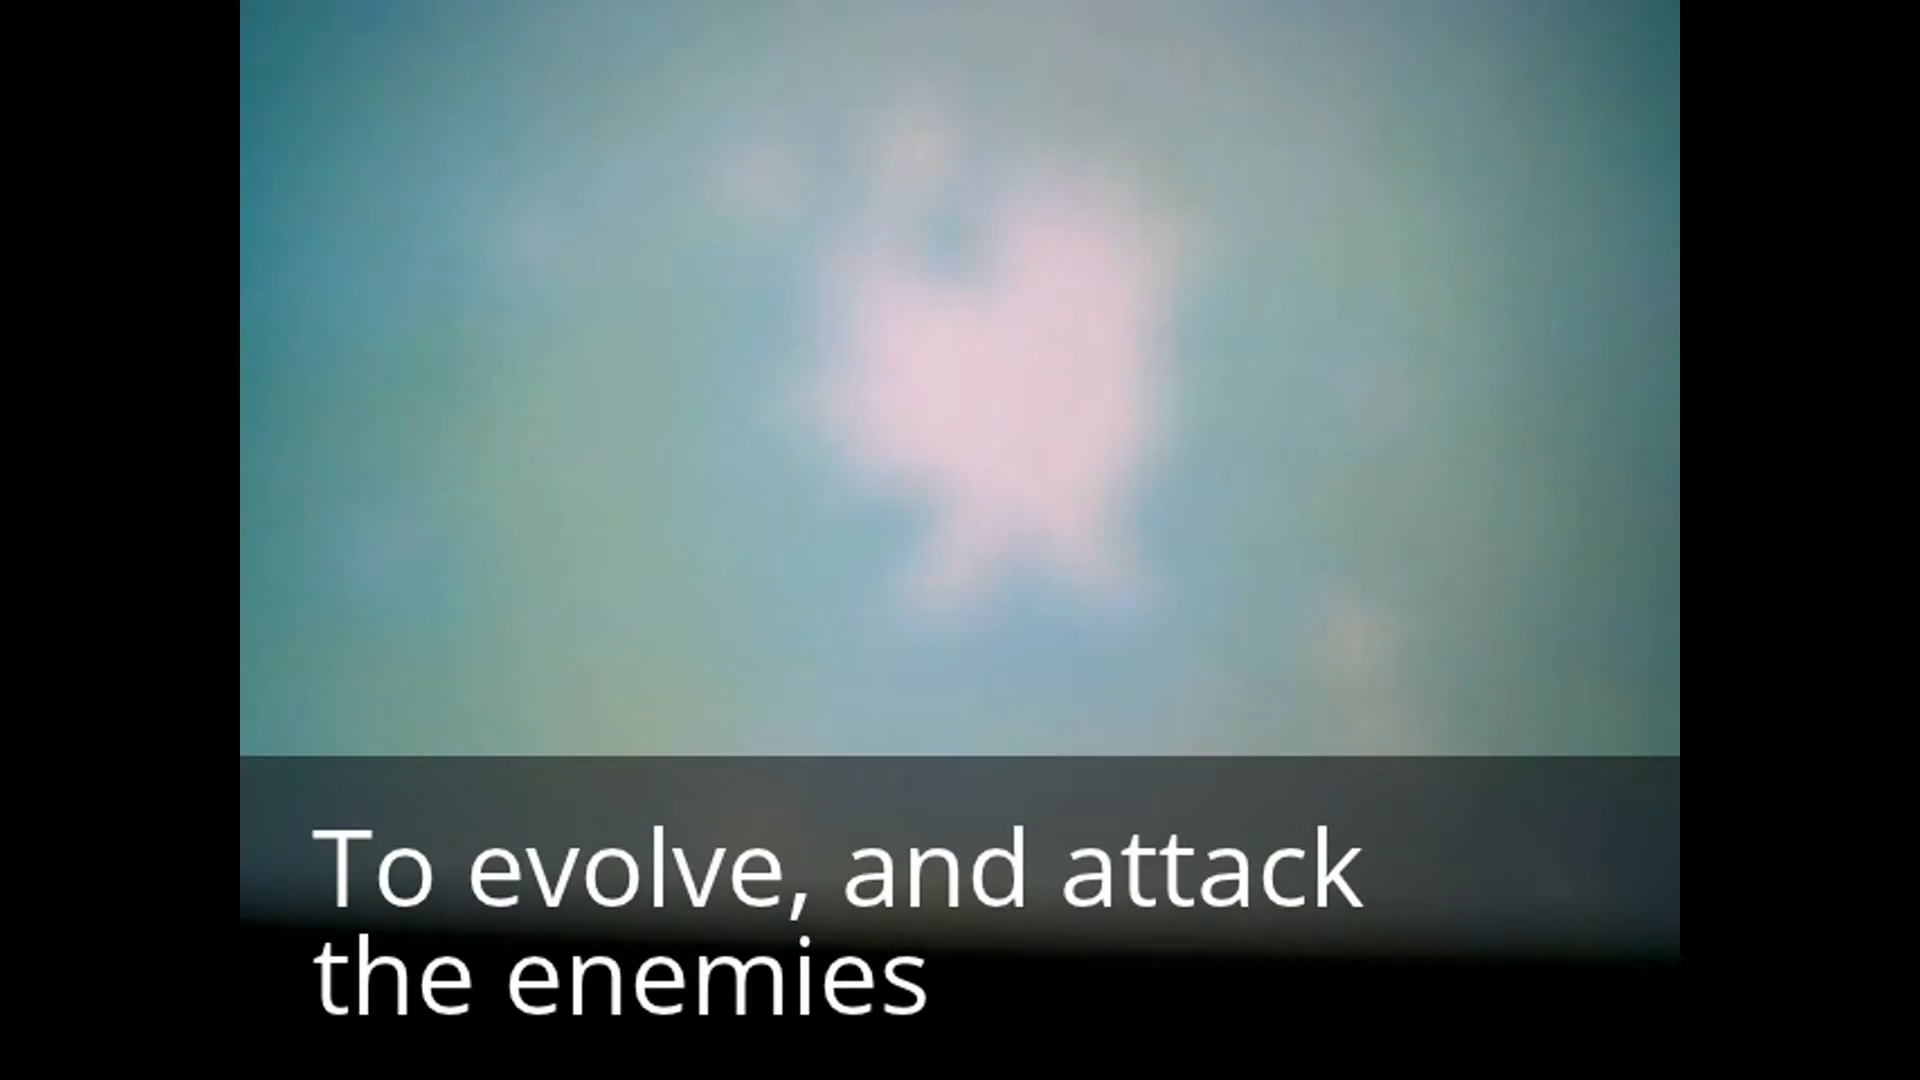 To evolve, and attack
the enemies